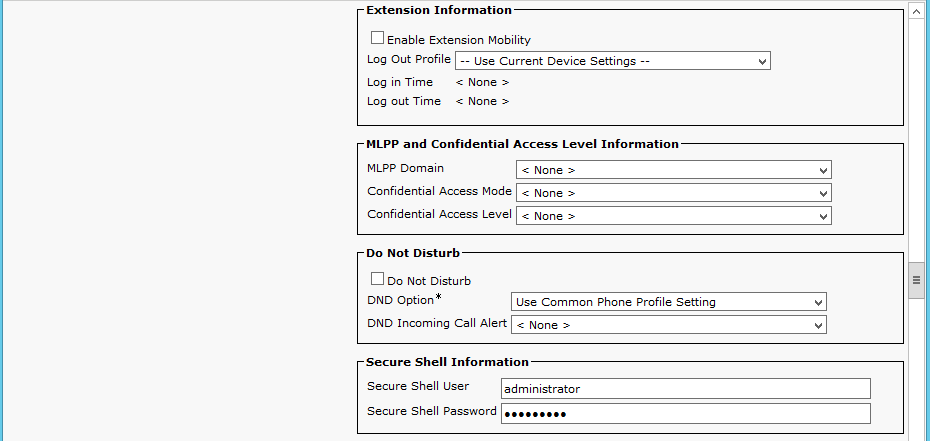 Extension Information
Enable Extension Mobility
Log Out Profile -- Use Current Device Settings --
Log in Time < None >
Log out Time < None >
MLPP and Confidential Access Level Information
MLPP Domain < None >
Confidential Access Mode < None >
Confidential Access Level < None >
Do Not Disturb
Do Not Disturb
DND Option* Use Common Phone Profile Setting
DND Incoming Call Alert < None >
Secure Shell Information
Secure Shell User administrator
Secure Shell Password •••••••••